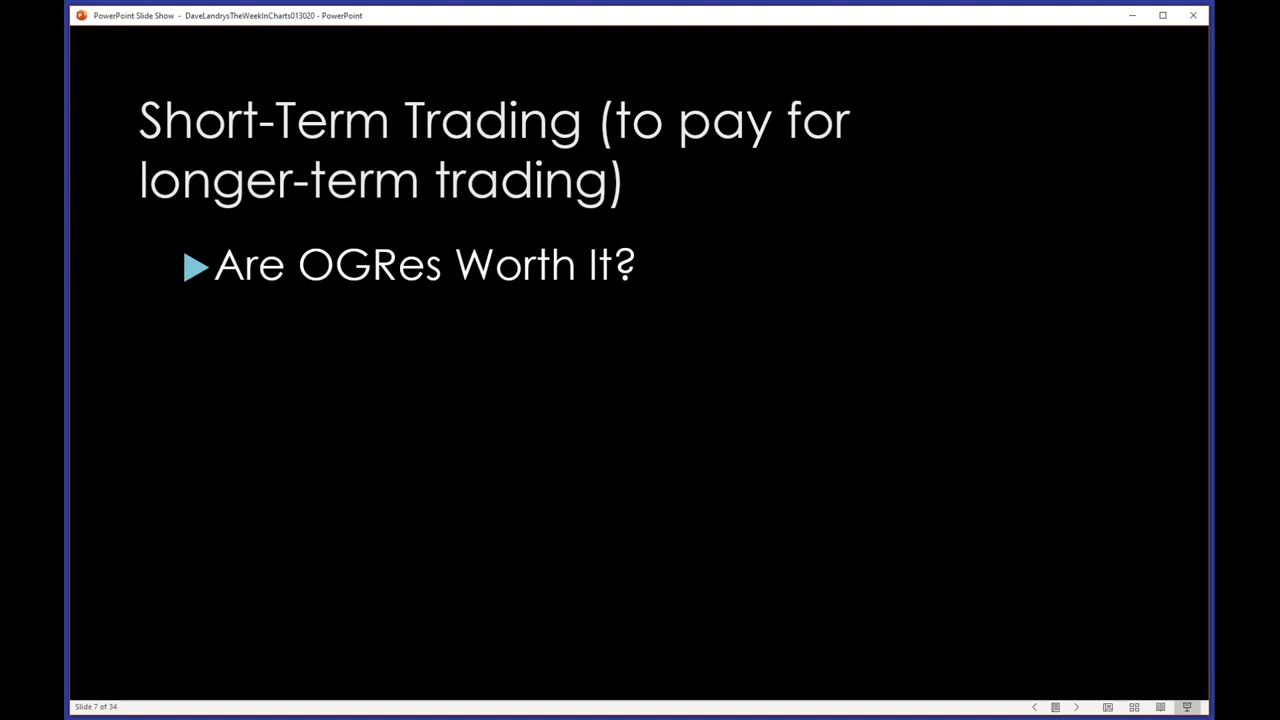 PowerPoint Slide Show - DaveLandrysTheWeekInCharts013020 - PowerPoint
Short-Term Trading (to pay for
longer-term trading)
Are OGRes Worth It?
Slide 7 of 34